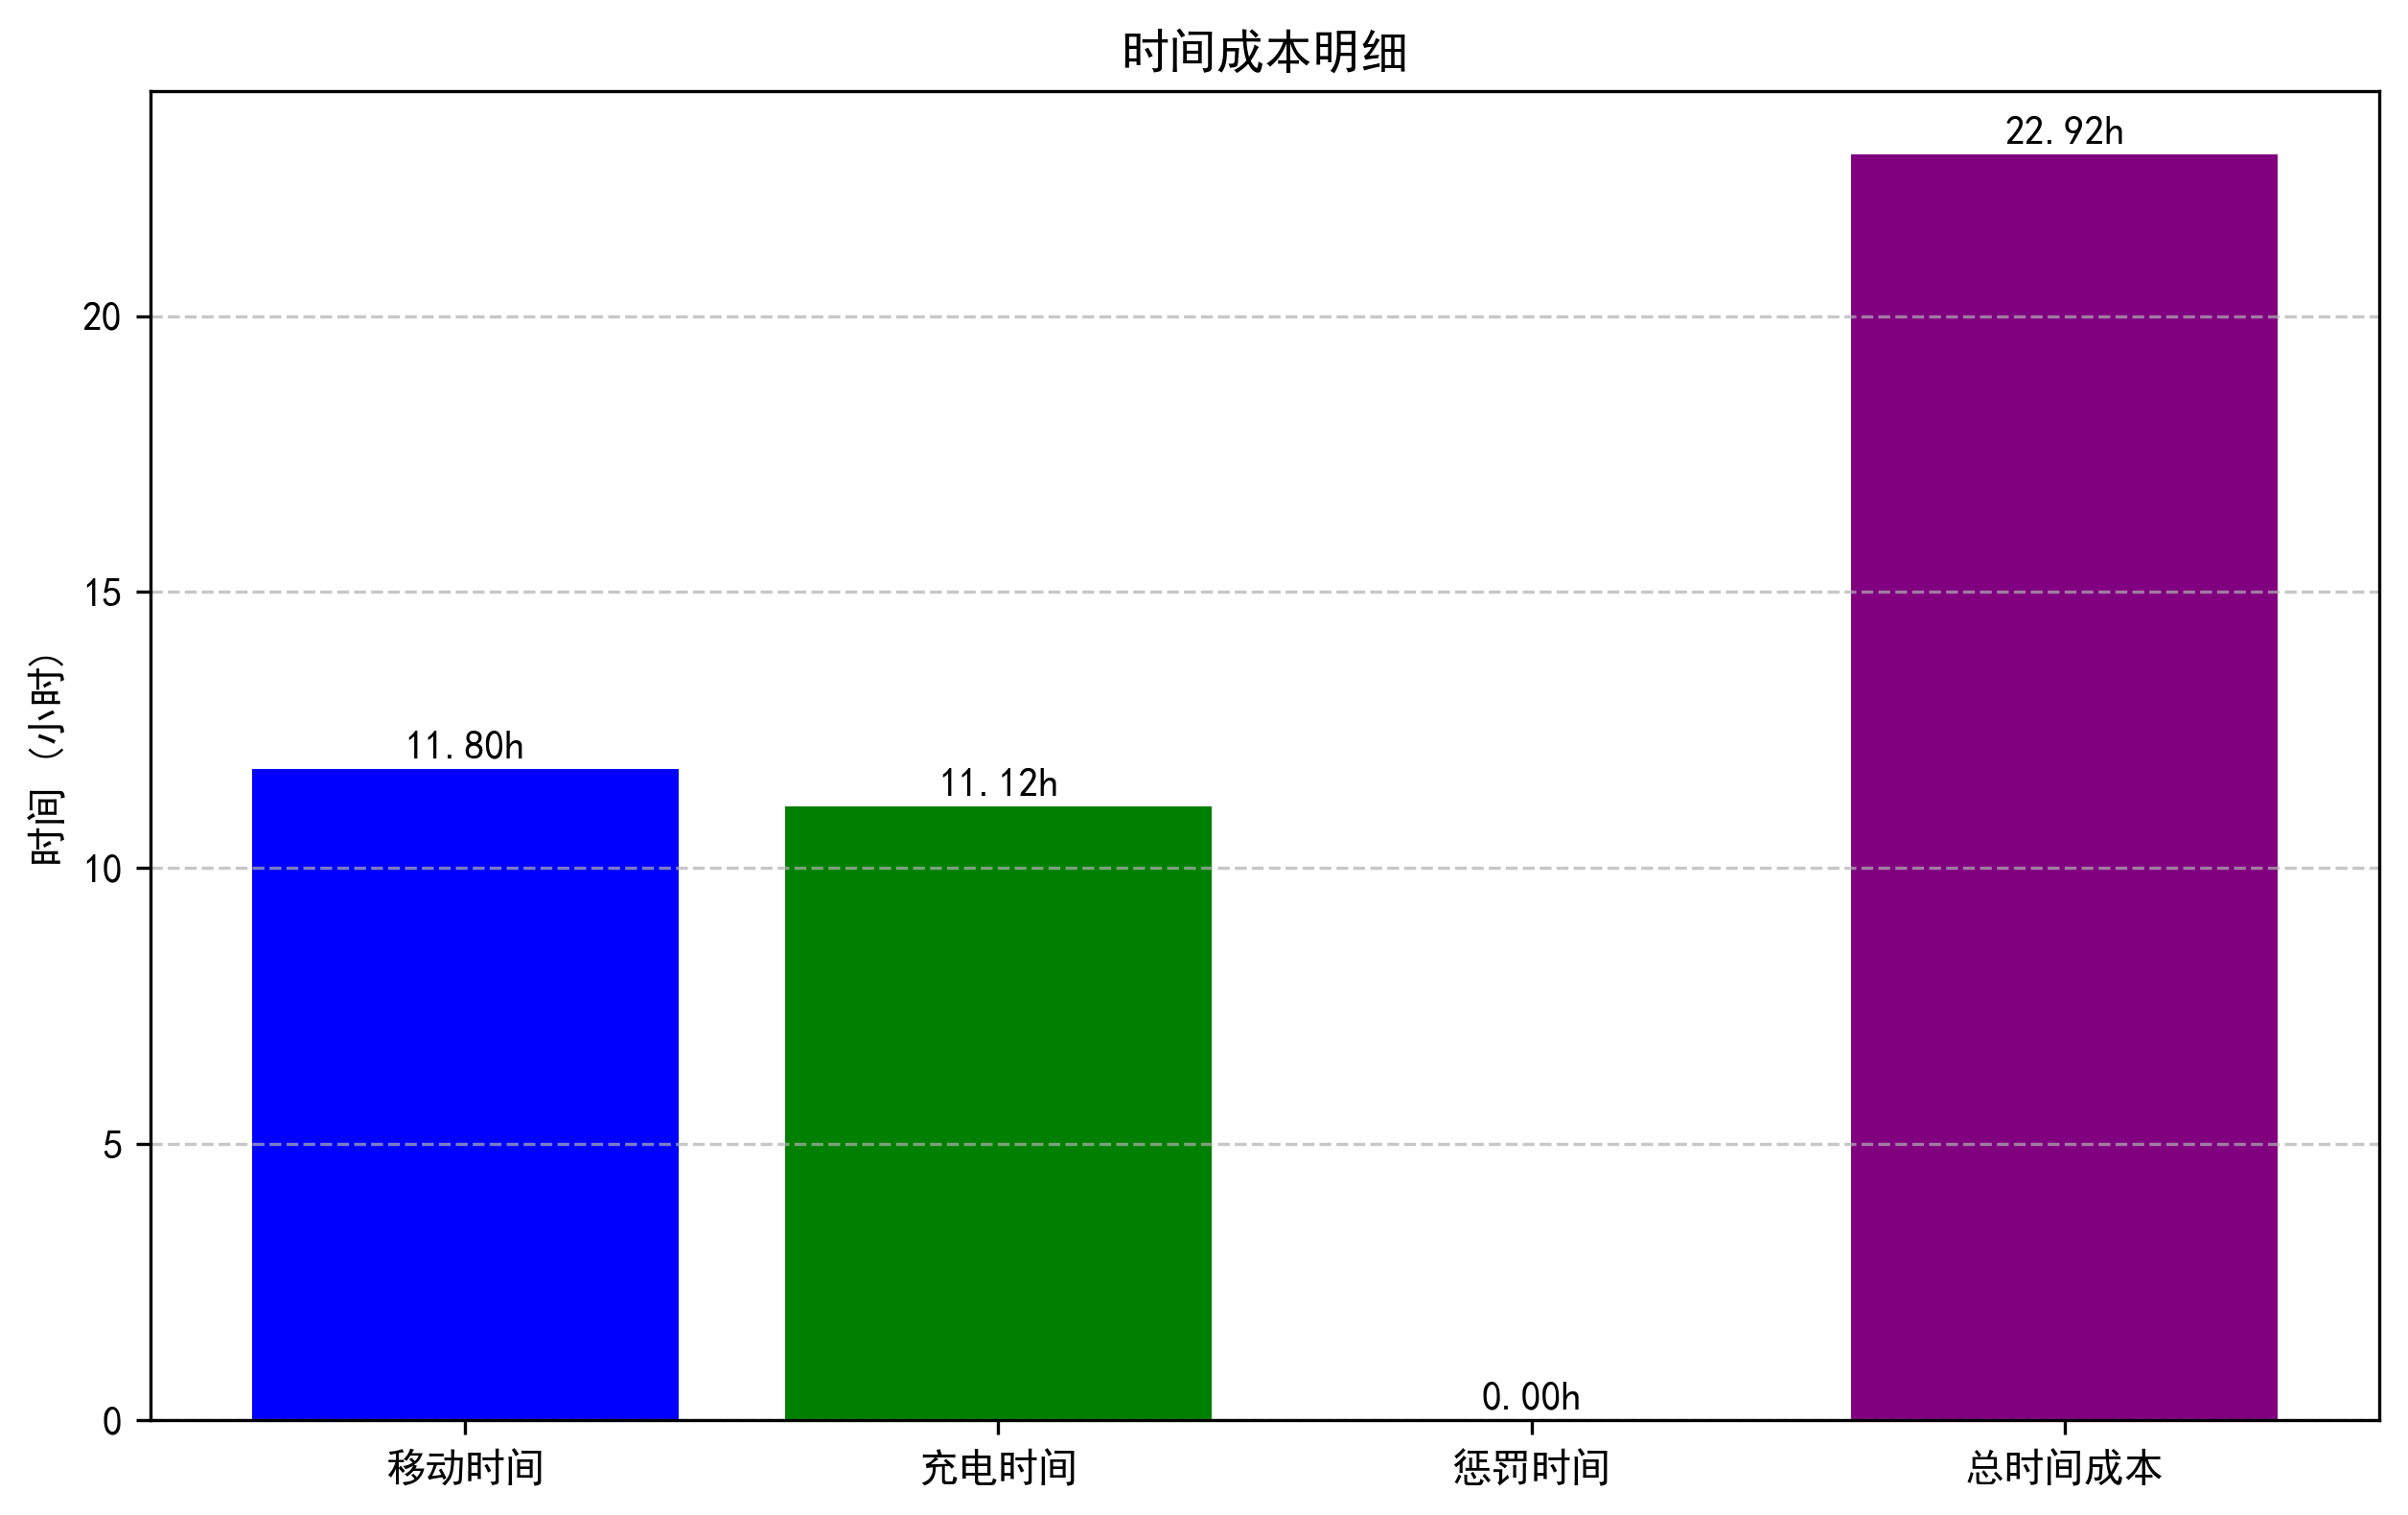 时间成本明细
22.92h
20
15
时间 (小时)
11.80h
11.12h
10
5
0.00h
0
移动时间
充电时间
惩罚时间
总时间成本